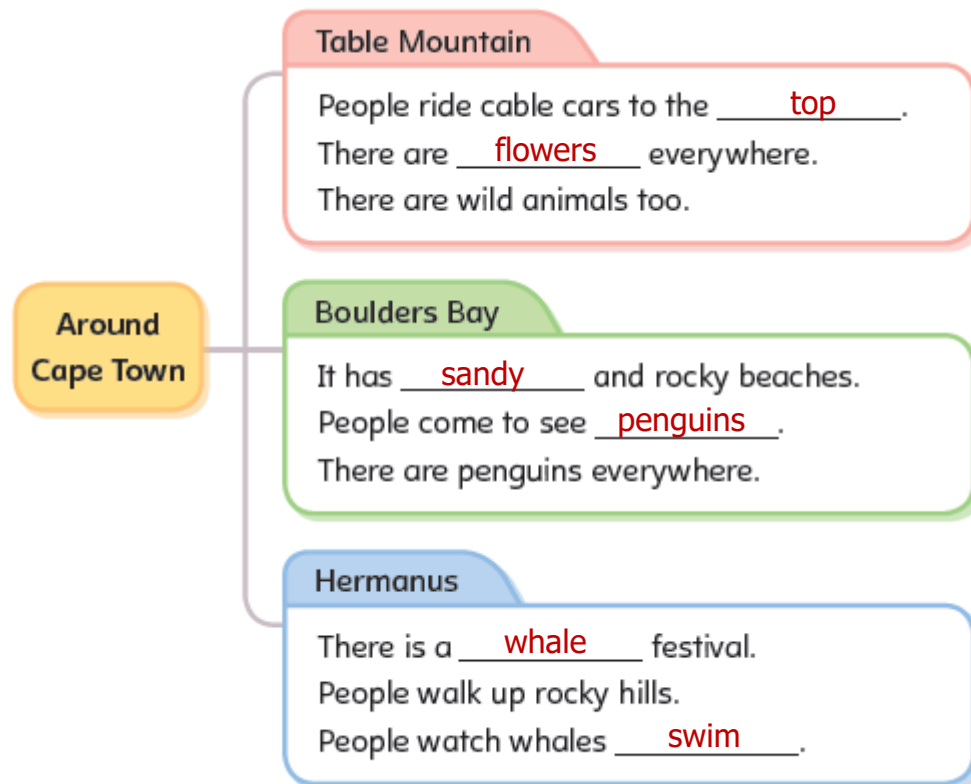 Table Mountain
People ride cable cars to the top.
There are flowers everywhere.
There are wild animals too.
Around
Cape Town
Boulders Bay
It has sandy and rocky beaches.
People come to see penguins.
There are penguins everywhere.
Hermanus
There is a whale festival.
People walk up rocky hills.
People watch whales swim.